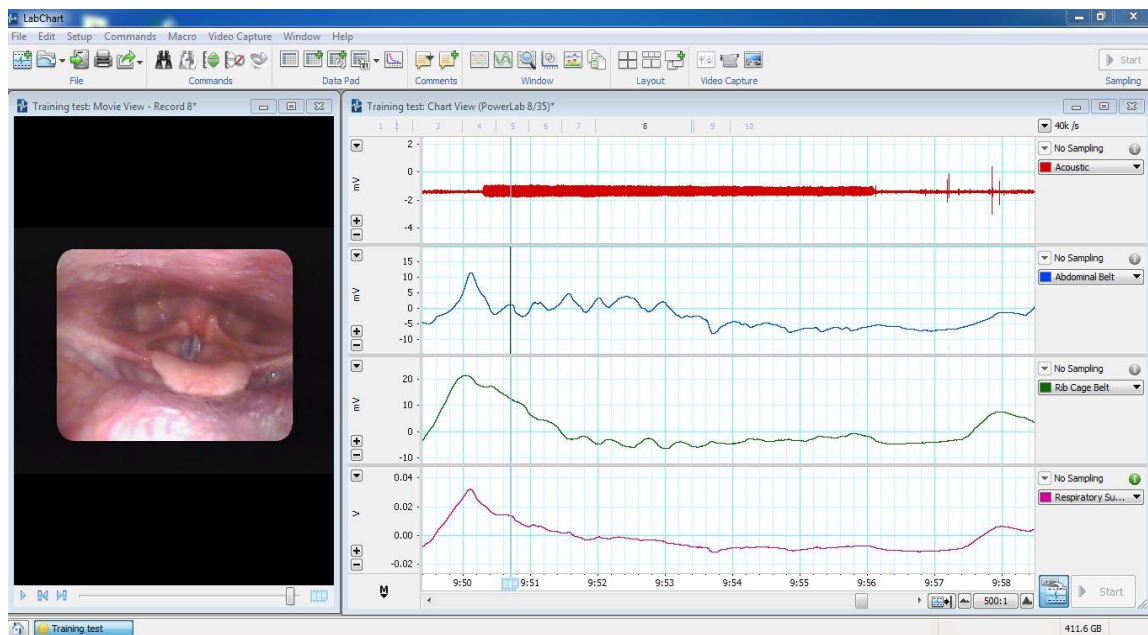 LabChart
File Edit Setup Commands Macro Video Capture Window Help
File Commands Data Pad Comments Window Layout Video Capture Sampling
Start
Training test: Movie View - Record 8*
Training test: Chart View (PowerLab 8/35)*
1 2 3 4 5 6 7 8 9 10
40k /s
2
0
-2
-4
mV
No Sampling
Acoustic
15
10
5
0
-5
-10
mV
No Sampling
Abdominal Belt
20
10
0
-10
mV
No Sampling
Rib Cage Belt
0.04
0.02
0.00
-0.02
V
No Sampling
Respiratory Su...
M
9:50 9:51 9:52 9:53 9:54 9:55 9:56 9:57 9:58
500:1
Start
Training test
411.6 GB